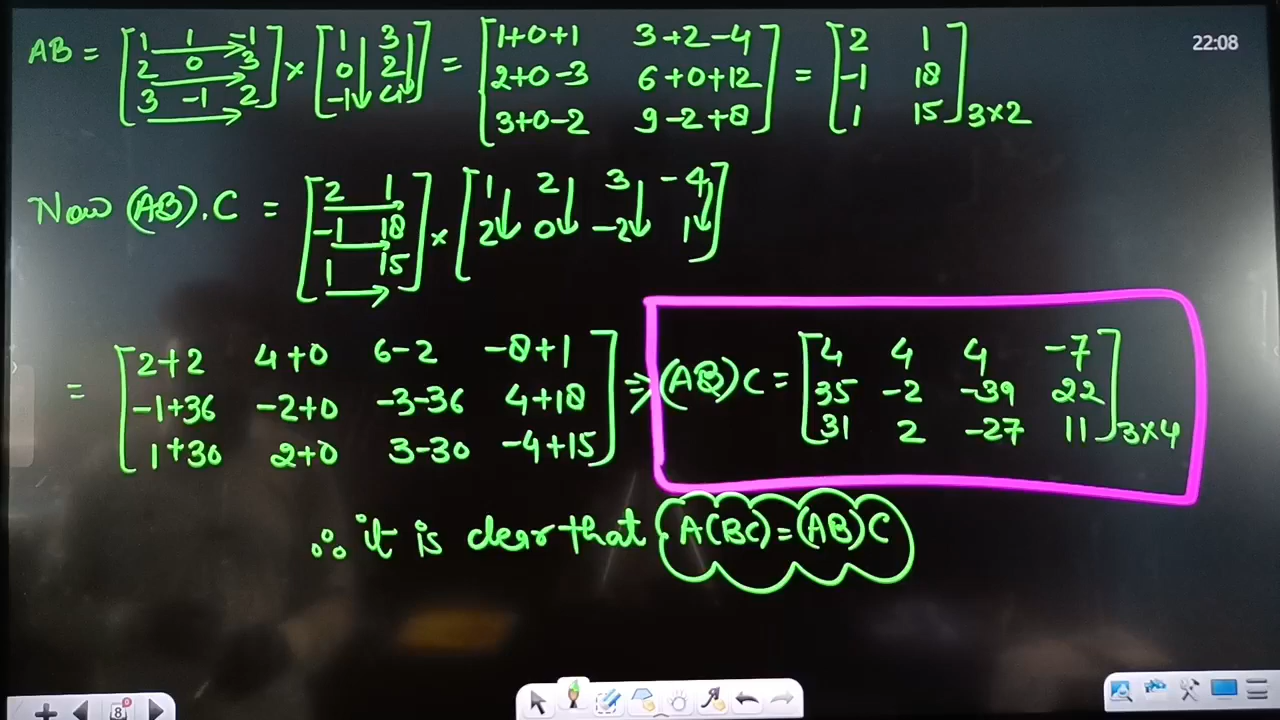 AB = [1 1 -1; 2 0 3; 3 -1 2] × [1 3; 0 2; -1 4] = [1+0+1 3+2-4; 2+0-3 6+0+12; 3+0-2 9-2+8] = [2 1; -1 18; 1 15]3×2
22:08
Now (AB).C = [2 1; -1 18; 1 15] × [1 2 3 -4; 2 0 -2 1]
= [2+2 4+0 6-2 -8+1; -1+36 -2+0 -3-36 4+18; 1+30 2+0 3-30 -4+15] ⇒ (AB)C = [4 4 4 -7; 35 -2 -39 22; 31 2 -27 11]3×4
∴ it is clear that A(BC) = (AB)C
8